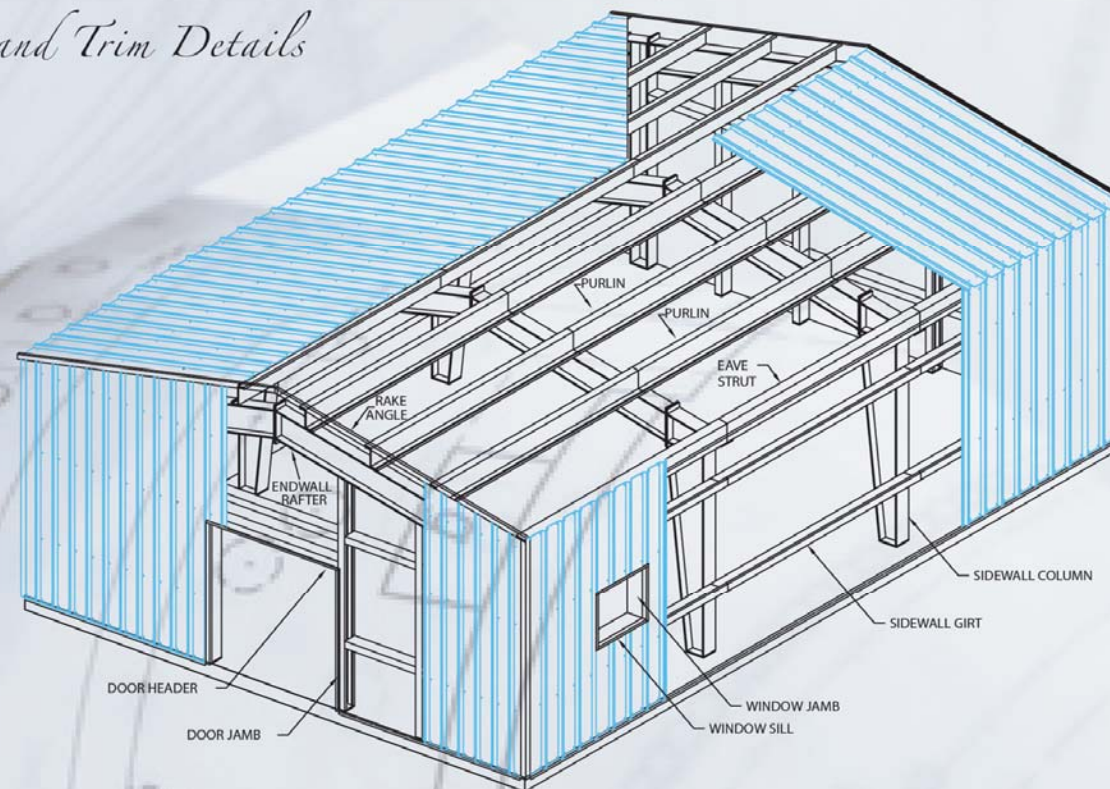 and Trim Details
PURLIN
PURLIN
EAVE
STRUT
RAKE
ANGLE
ENDWALL
RAFTER
SIDEWALL COLUMN
SIDEWALL GIRT
DOOR HEADER
WINDOW JAMB
WINDOW SILL
DOOR JAMB